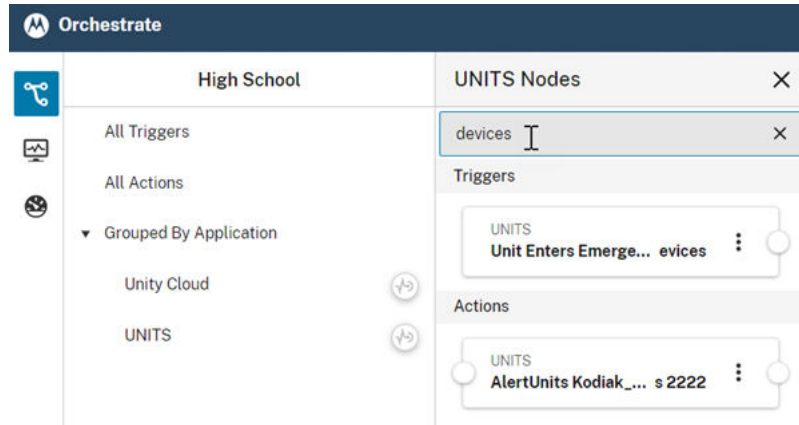 Orchestrate
High School
All Triggers
All Actions
Grouped By Application
Unity Cloud
UNITS
UNITS Nodes
devices
Triggers
UNITS
Unit Enters Emerge... evices
Actions
UNITS
AlertUnits Kodiak_... s 2222